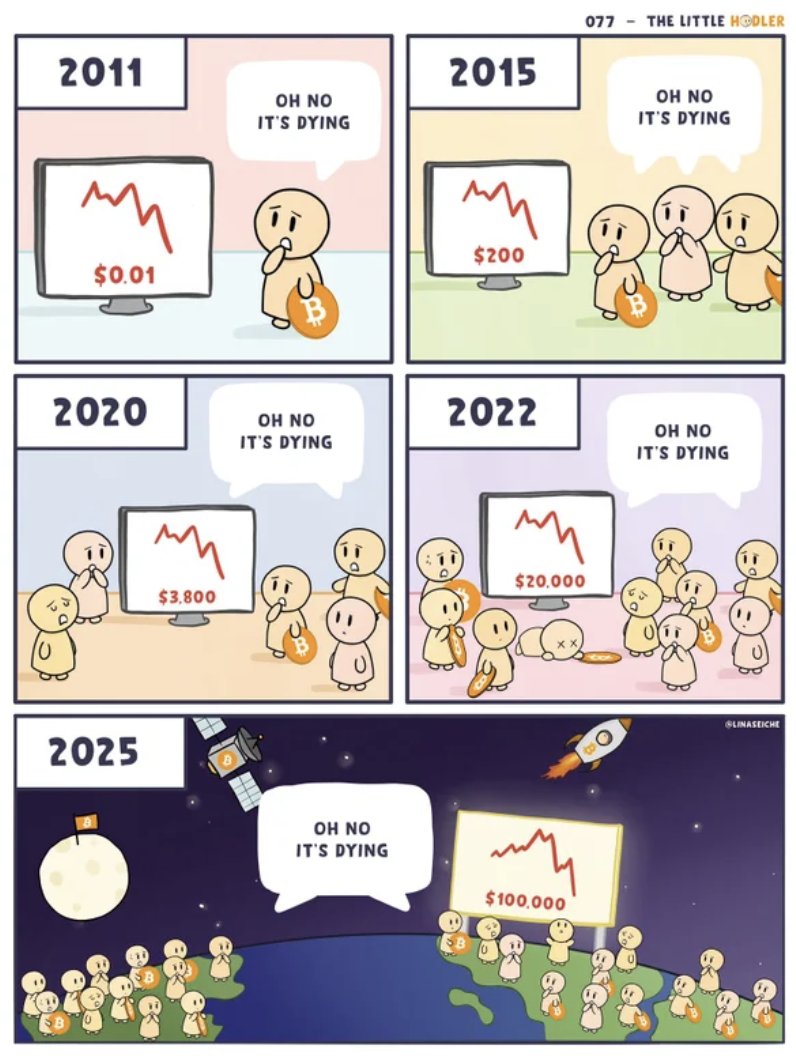 077 – THE LITTLE HODLER
2011
OH NO
IT'S DYING
$0.01
2015
OH NO
IT'S DYING
$200
2020
OH NO
IT'S DYING
$3,800
2022
OH NO
IT'S DYING
$20,000
@LINASEICHE
2025
OH NO
IT'S DYING
$100,000